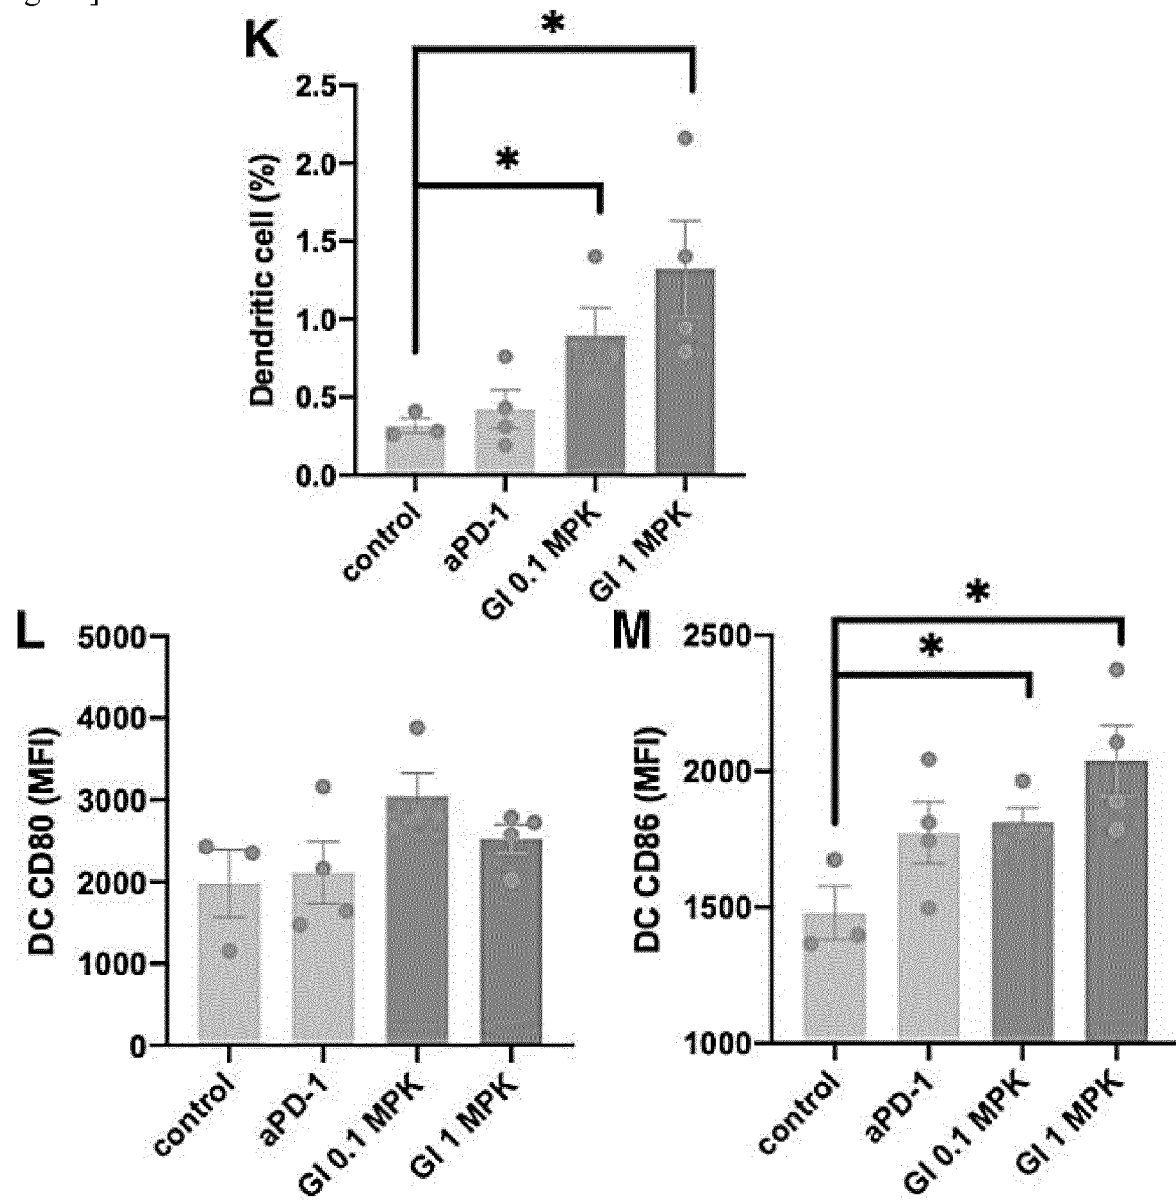 K
*
*
Dendritic cell (%)
2.5
2.0
1.5
1.0
0.5
0.0
control
aPD-1
GI 0.1 MPK
GI 1 MPK
L
DC CD80 (MFI)
5000
4000
3000
2000
1000
0
control
aPD-1
GI 0.1 MPK
GI 1 MPK
M
*
*
DC CD86 (MFI)
2500
2000
1500
1000
control
aPD-1
GI 0.1 MPK
GI 1 MPK